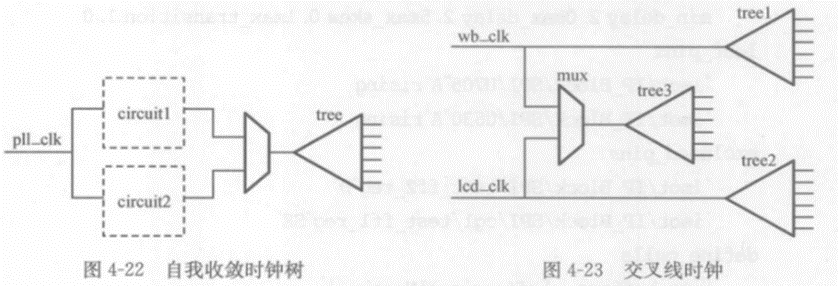 wb_clk
tree1
mux
tree3
circuit1
tree
pll_clk
circuit2
lcd_clk
tree2
图 4-22 自我收敛时钟树
图 4-23 交叉线时钟